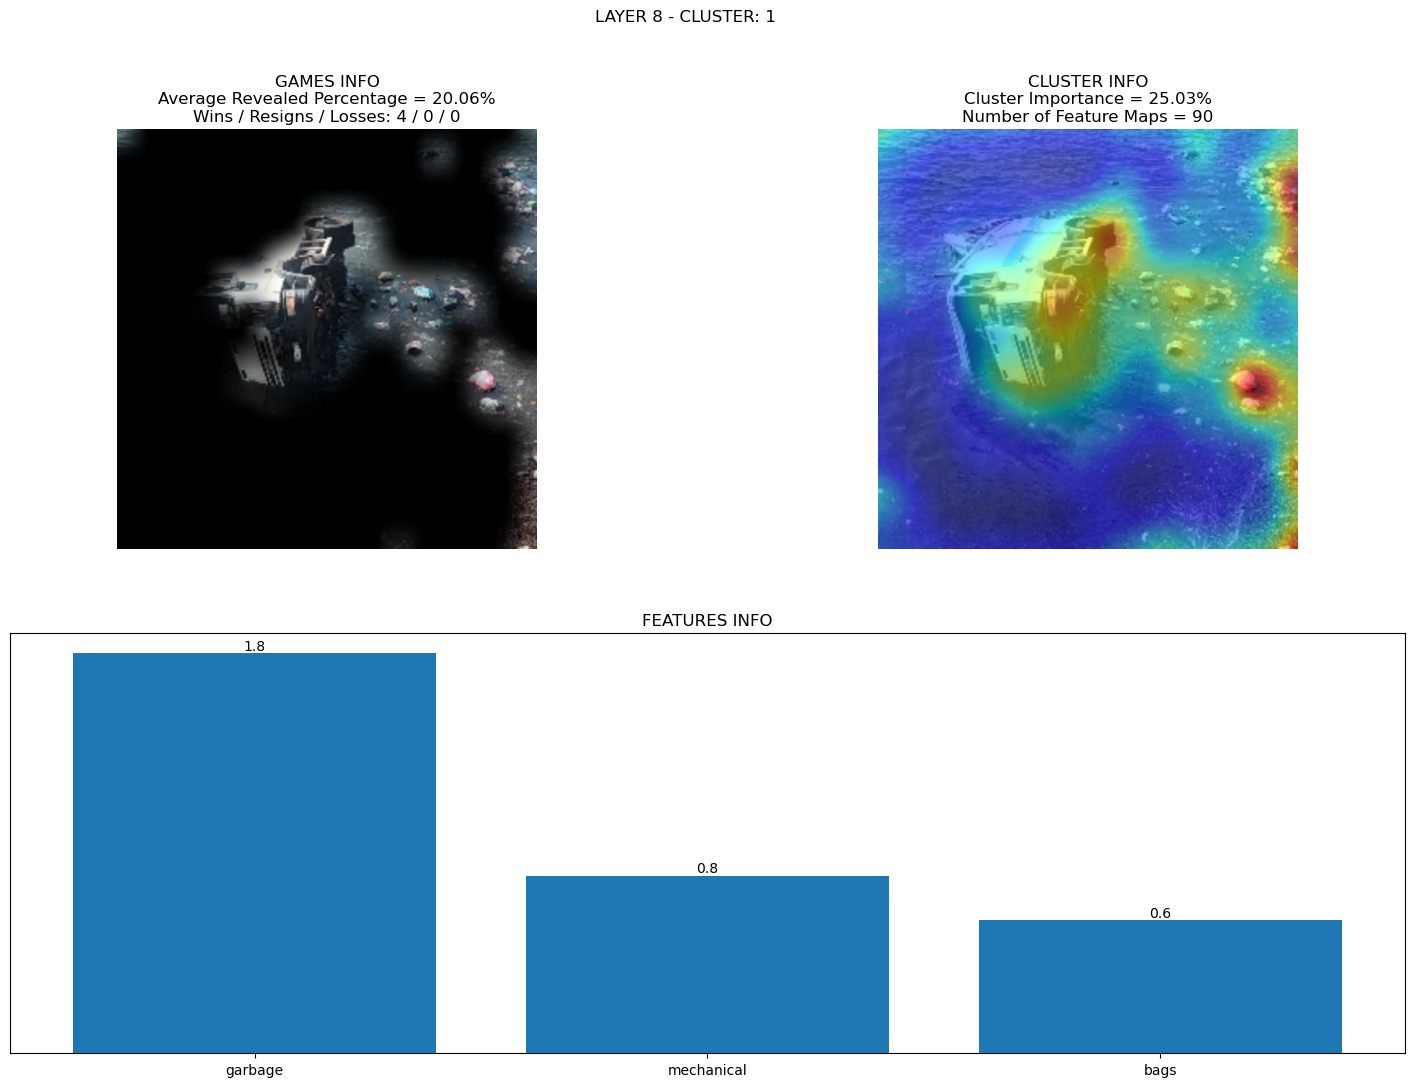 LAYER 8 - CLUSTER: 1
GAMES INFO
Average Revealed Percentage = 20.06%
Wins / Resigns / Losses: 4 / 0 / 0
CLUSTER INFO
Cluster Importance = 25.03%
Number of Feature Maps = 90
FEATURES INFO
1.8
0.8
0.6
garbage
mechanical
bags